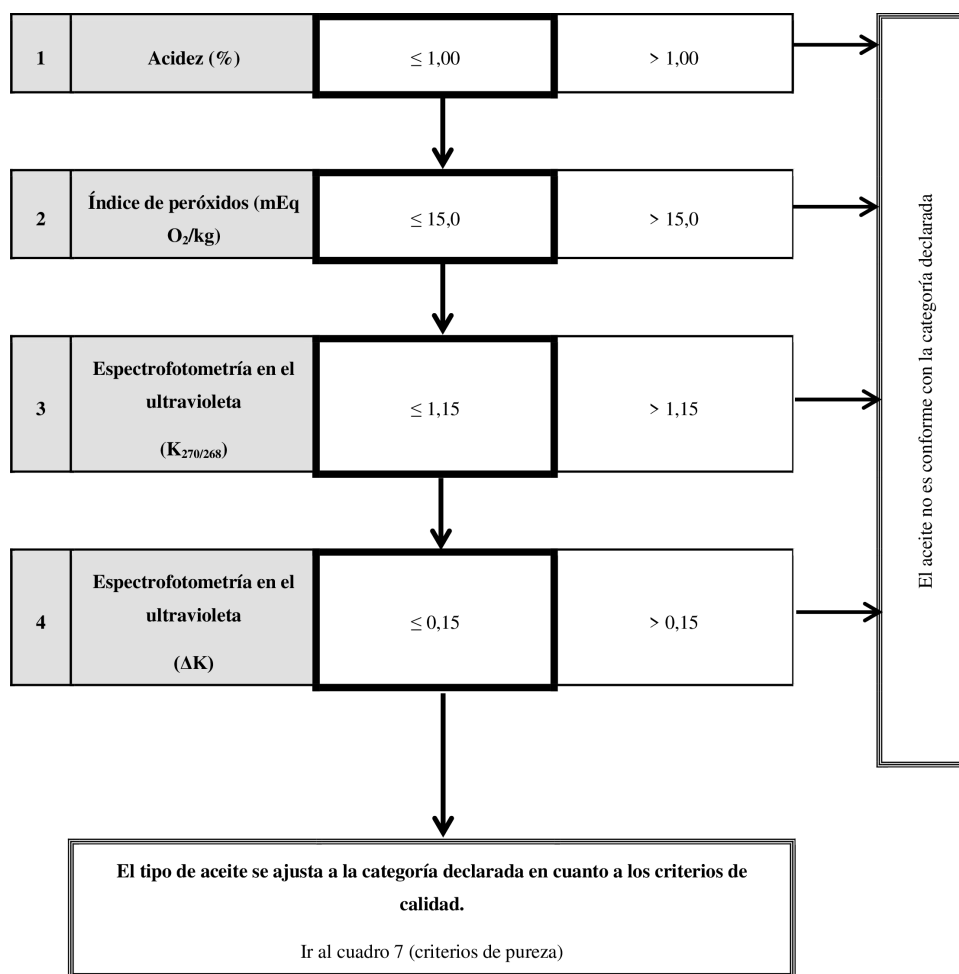 1
Acidez (%)
≤ 1,00
> 1,00
2
Índice de peróxidos (mEq
O₂/kg)
≤ 15,0
> 15,0
3
Espectrofotometría en el
ultravioleta
(K₂₇₀/₂₆₈)
≤ 1,15
> 1,15
4
Espectrofotometría en el
ultravioleta
(ΔK)
≤ 0,15
> 0,15
El aceite no es conforme con la categoría declarada
El tipo de aceite se ajusta a la categoría declarada en cuanto a los criterios de
calidad.
Ir al cuadro 7 (criterios de pureza)